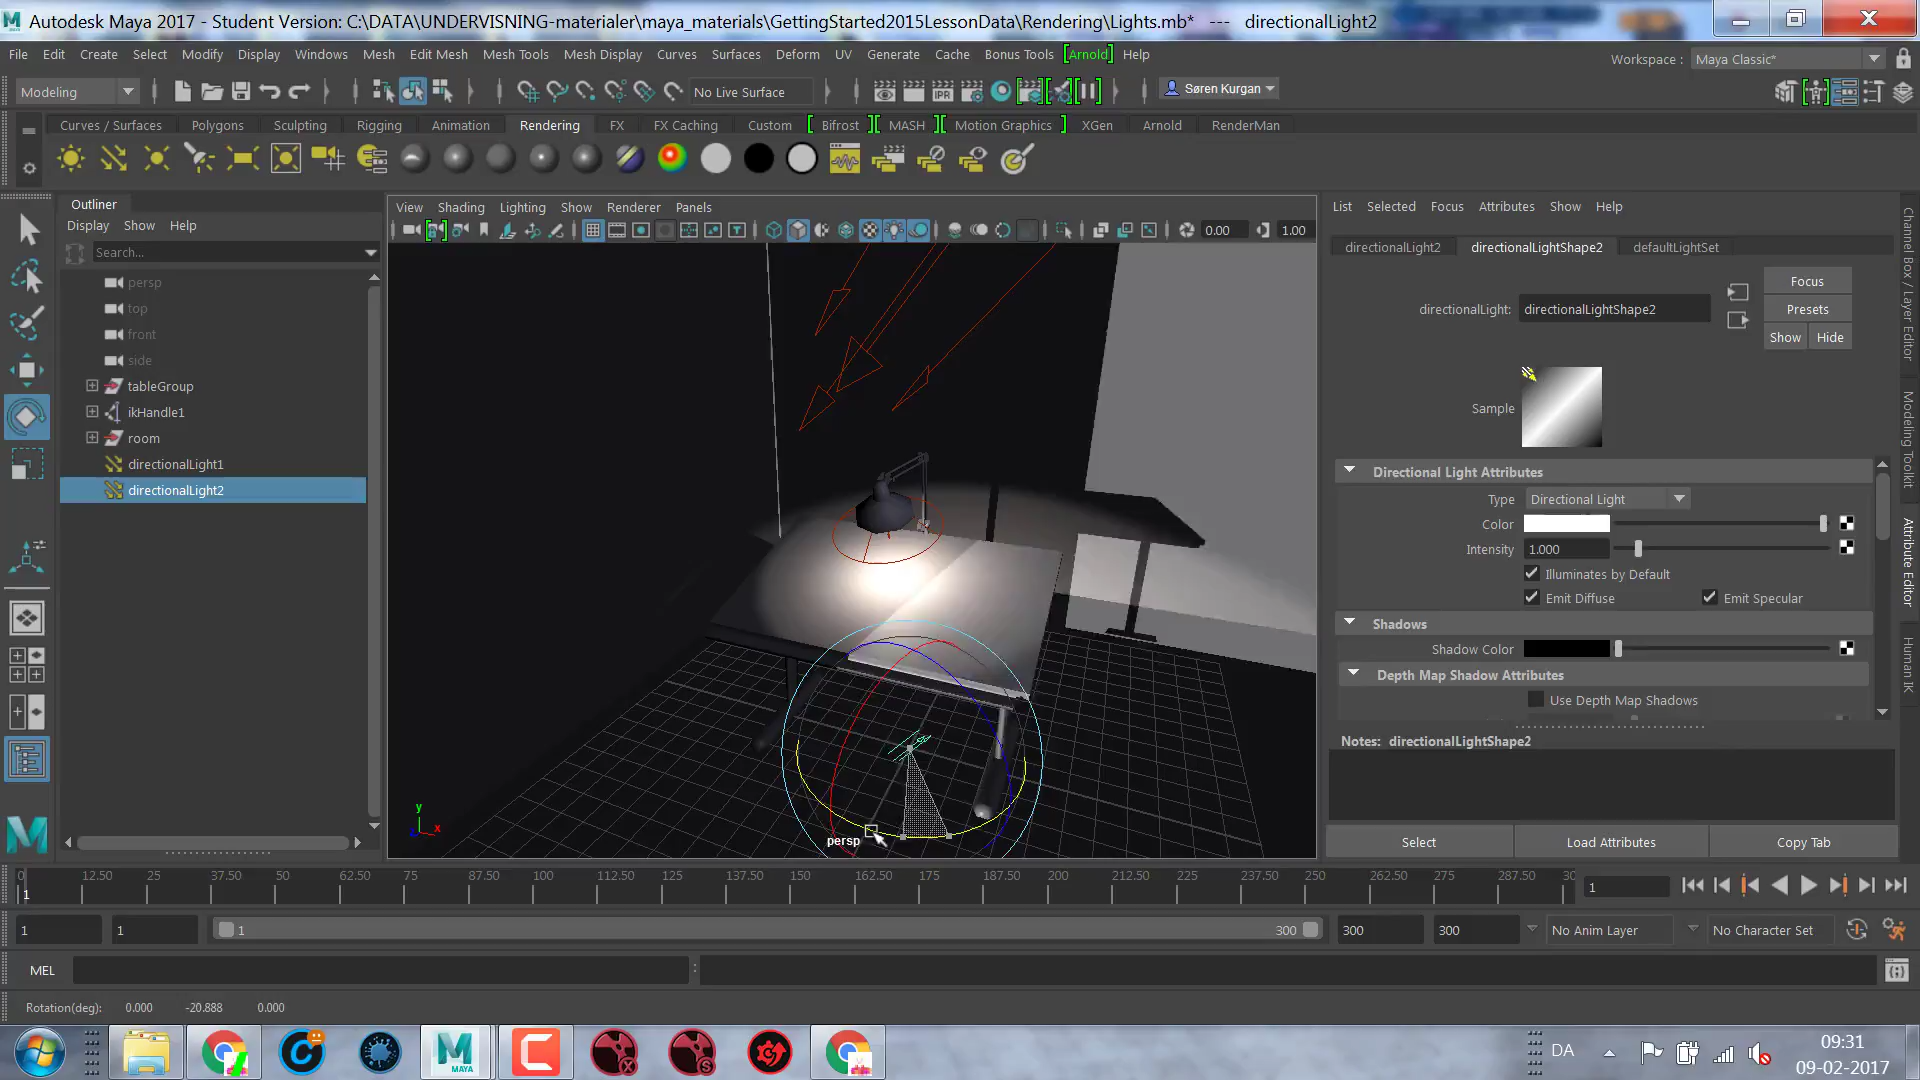 Autodesk Maya 2017 - Student Version: C:\DATA\UNDERVISNING-materialer\maya_materials\GettingStarted2015LessonData\Rendering\Lights.mb* --- directionalLight2
File Edit Create Select Modify Display Windows Mesh Edit Mesh Mesh Tools Mesh Display Curves Surfaces Deform UV Generate Cache Bonus Tools [Arnold] Help
Workspace : Maya Classic*
Modeling No Live Surface Søren Kurgan
IPR
Curves / Surfaces Polygons Sculpting Rigging Animation Rendering FX FX Caching Custom [ Bifrost ] [ MASH ] [ Motion Graphics ] XGen Arnold RenderMan
Outliner
Display Show Help
Search...
persp
top
front
side
tableGroup
ikHandle1
room
directionalLight1
directionalLight2
View Shading Lighting Show Renderer Panels
0.00 1.00
y
x
persp
List Selected Focus Attributes Show Help
directionalLight2 directionalLightShape2 defaultLightSet
directionalLight: directionalLightShape2
Focus
Presets
Show Hide
Sample
Directional Light Attributes
Type Directional Light
Color
Intensity 1.000
Illuminates by Default
Emit Diffuse Emit Specular
Shadows
Shadow Color
Depth Map Shadow Attributes
Use Depth Map Shadows
Notes: directionalLightShape2
Select Load Attributes Copy Tab
Channel Box / Layer Editor
Modeling Toolkit
Attribute Editor
Human IK
0 12.50 25 37.50 50 62.50 75 87.50 100 112.50 125 137.50 150 162.50 175 187.50 200 212.50 225 237.50 250 262.50 275 287.50 30
1 1
1 1 1 300 300 300 No Anim Layer No Character Set
MEL
Rotation(deg): 0.000 -20.888 0.000
MAYA
DA
09:31
09-02-2017